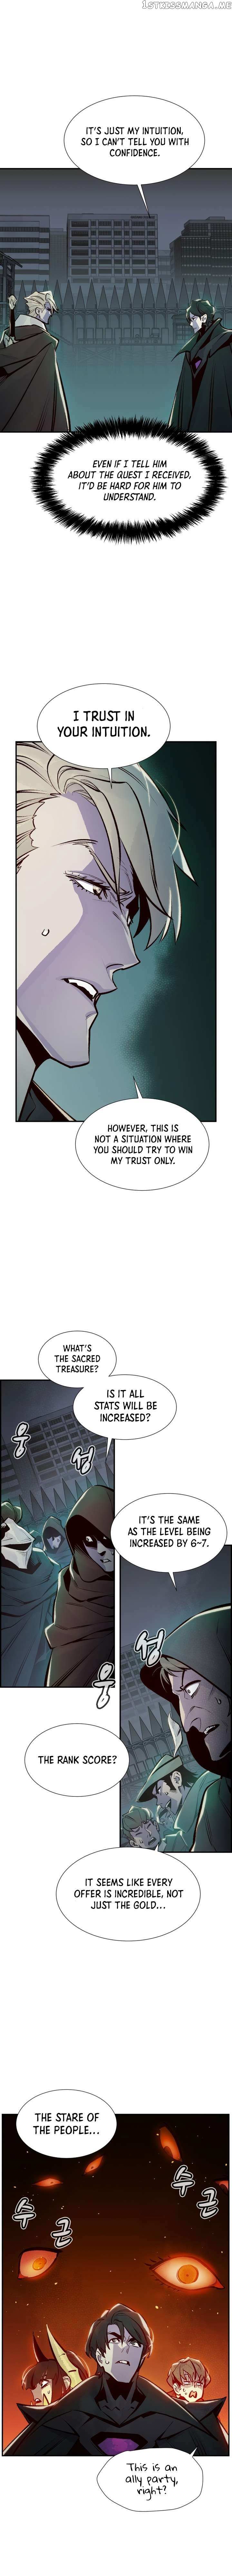 1STKISSMANGA.ME
IT'S JUST MY INTUITION,
SO I CAN'T TELL YOU WITH
CONFIDENCE.
EVEN IF I TELL HIM
ABOUT THE QUEST I RECEIVED,
IT'D BE HARD FOR HIM TO
UNDERSTAND.
I TRUST IN
YOUR INTUITION.
HOWEVER, THIS IS
NOT A SITUATION WHERE
YOU SHOULD TRY TO WIN
MY TRUST ONLY.
WHAT'S
THE SACRED
TREASURE?
IS IT ALL
STATS WILL BE
INCREASED?
웅
성
IT'S THE SAME
AS THE LEVEL BEING
INCREASED BY 6~7.
성
웅
THE RANK SCORE?
IT SEEMS LIKE EVERY
OFFER IS INCREDIBLE, NOT
JUST THE GOLD...
THE STARE OF
THE PEOPLE...
수
군
수
근
This is an
ally party,
right?